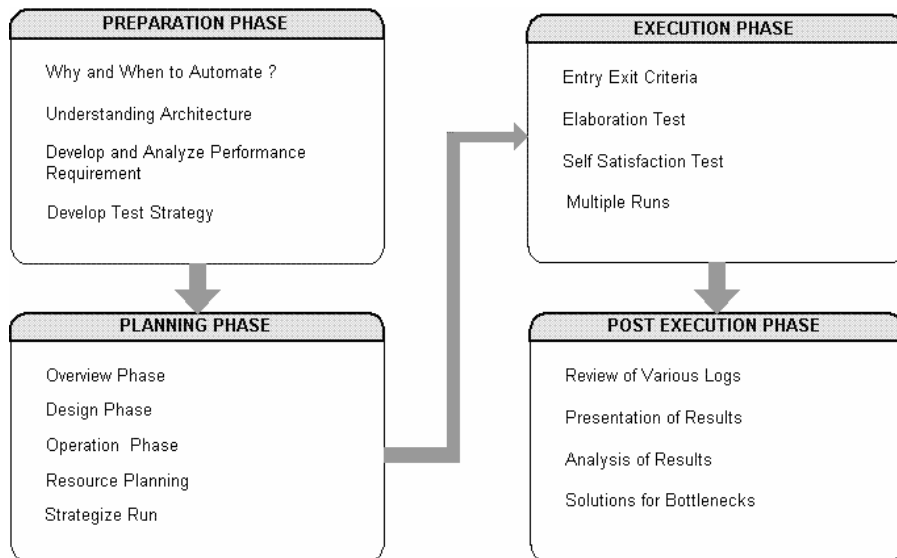 PREPARATION PHASE
Why and When to Automate ?
Understanding Architecture
Develop and Analyze Performance
Requirement
Develop Test Strategy
PLANNING PHASE
Overview Phase
Design Phase
Operation Phase
Resource Planning
Strategize Run
EXECUTION PHASE
Entry Exit Criteria
Elaboration Test
Self Satisfaction Test
Multiple Runs
POST EXECUTION PHASE
Review of Various Logs
Presentation of Results
Analysis of Results
Solutions for Bottlenecks